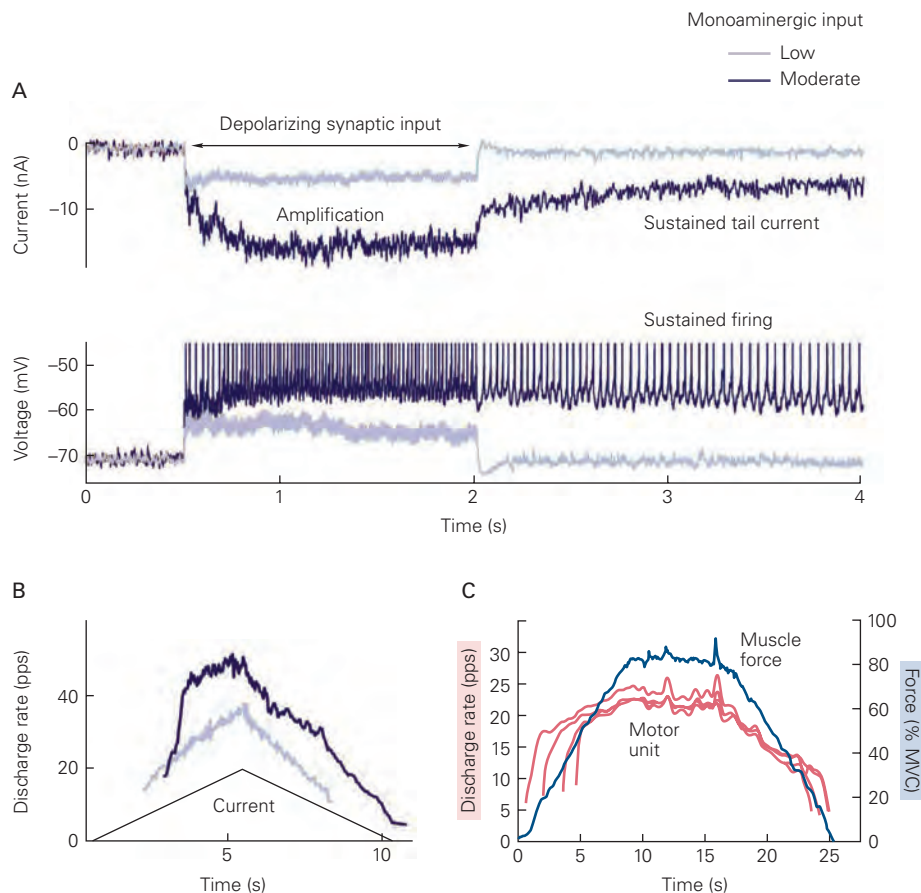 Monoaminergic input
Low
Moderate
A
Depolarizing synaptic input
Current (nA)
0
–10
Amplification
Sustained tail current
Sustained firing
Voltage (mV)
–50
–60
–70
0
1
2
3
4
Time (s)
B
Discharge rate (pps)
40
20
0
Current
5
10
Time (s)
C
Discharge rate (pps)
30
25
20
15
10
5
0
Muscle force
Motor
unit
100
80
60
40
20
0
Force (% MVC)
0
5
10
15
20
25
Time (s)